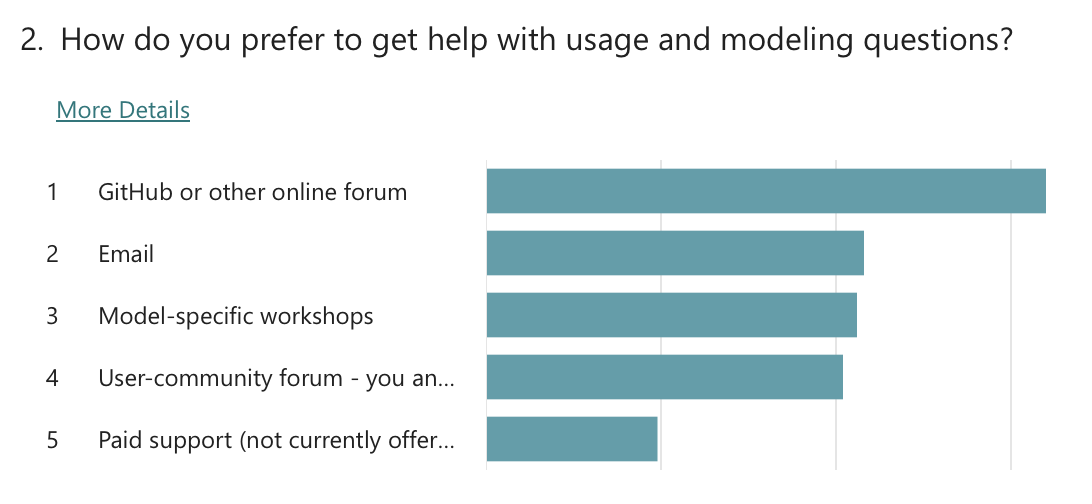 2. How do you prefer to get help with usage and modeling questions?
More Details
1 GitHub or other online forum
2 Email
3 Model-specific workshops
4 User-community forum - you an...
5 Paid support (not currently offer...